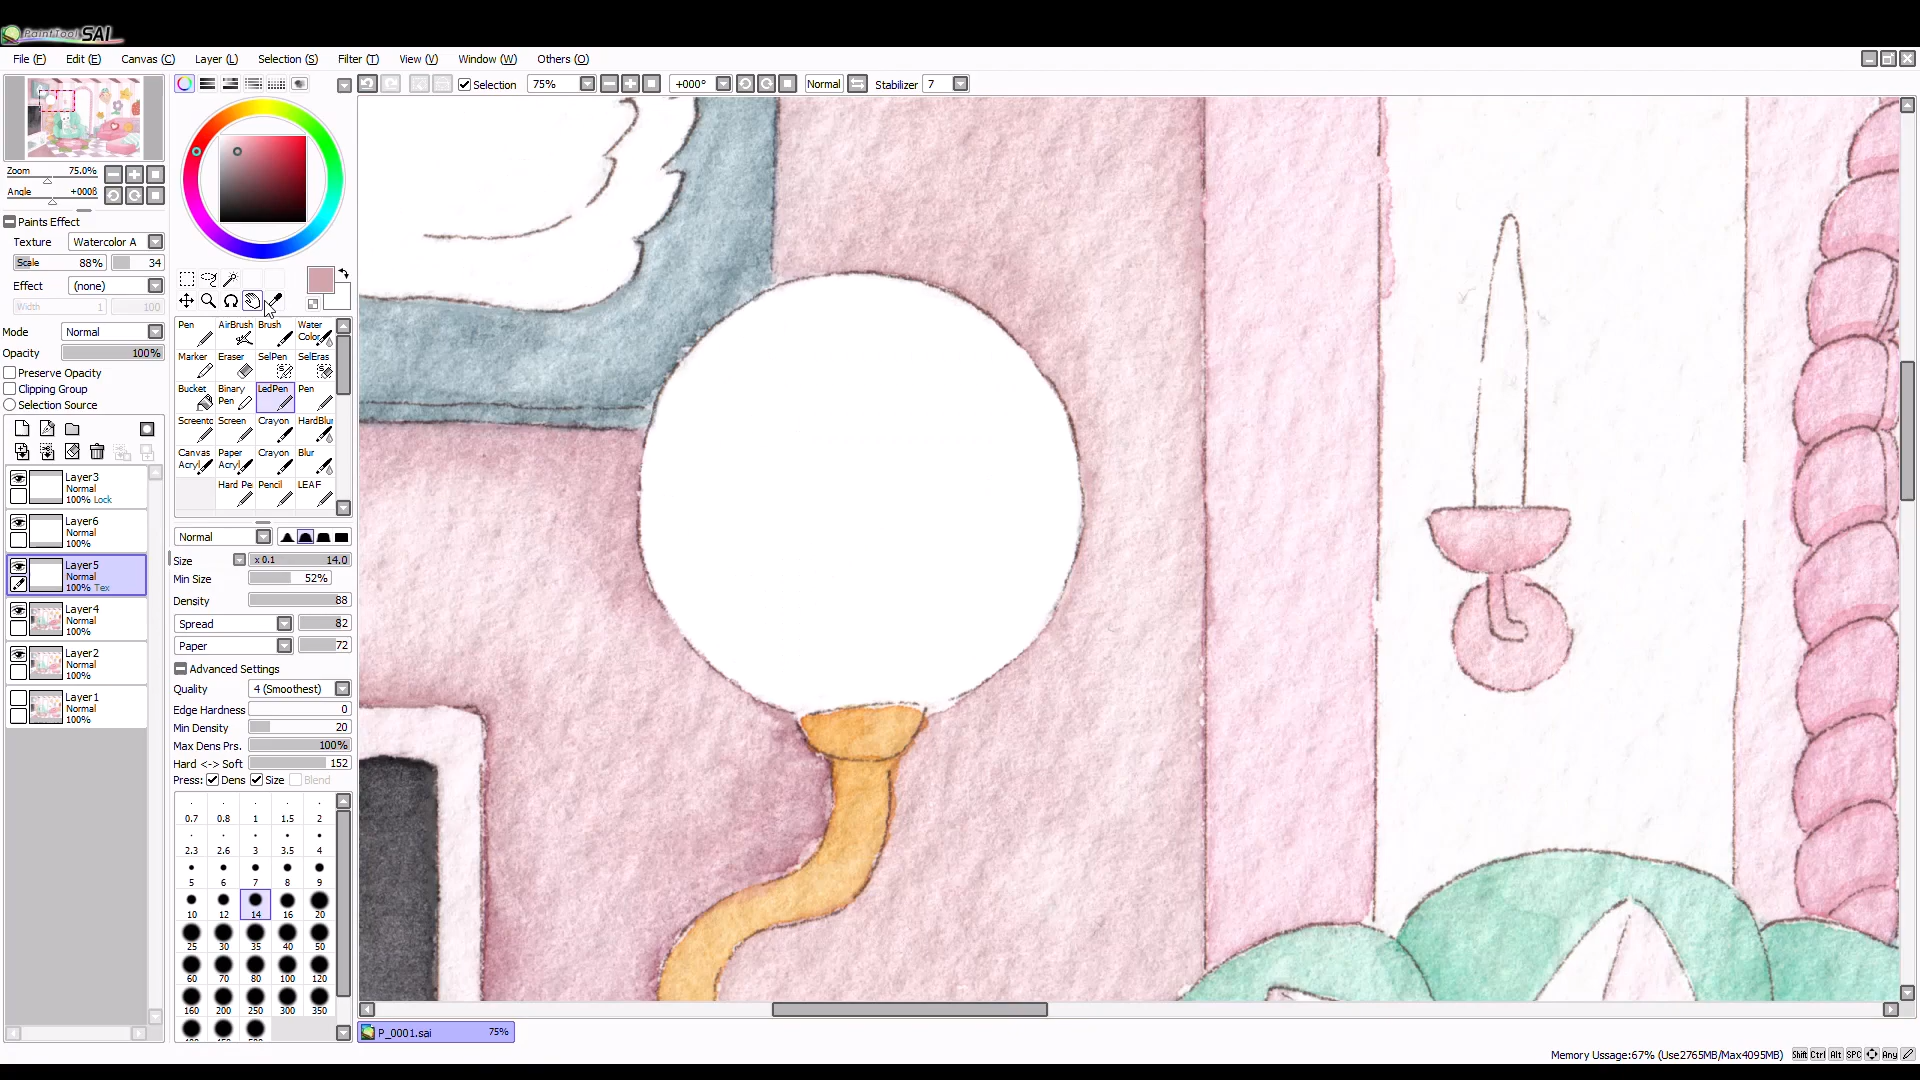 PaintTool SAI
File (F) Edit (E) Canvas (C) Layer (L) Selection (S) Filter (T) View (V) Window (W) Others (O)
Selection 75% +000° Normal Stabilizer 7
Zoom 75.0%
Angle +000ß
Paints Effect
Texture Watercolor A
Scale 88% 34
Effect (none)
Width 1 100
Mode Normal
Opacity 100%
Preserve Opacity
Clipping Group
Selection Source
Layer3
Normal
100% Lock
Layer6
Normal
100%
Layer5
Normal
100% Tex
Layer4
Normal
100%
Layer2
Normal
100%
Layer1
Normal
100%
Pen AirBrush Brush Water Color
Marker Eraser SelPen SelEras
Bucket Binary Pen LedPen Pen
Screento Screen Crayon HardBlur
Canvas Acryl Paper Acryl Crayon Blur
Hard Pe Pencil LEAF
Normal
Size x 0.1 14.0
Min Size 52%
Density 88
Spread 82
Paper 72
Advanced Settings
Quality 4 (Smoothest)
Edge Hardness 0
Min Density 20
Max Dens Prs. 100%
Hard <-> Soft 152
Press: Dens Size Blend
0.7 0.8 1 1.5 2
2.3 2.6 3 3.5 4
5 6 7 8 9
10 12 14 16 20
25 30 35 40 50
60 70 80 100 120
160 200 250 300 350
P_0001.sai 75%
Memory Ussage:67% (Use2765MB/Max4095MB) Shift Ctrl Alt SPC Any